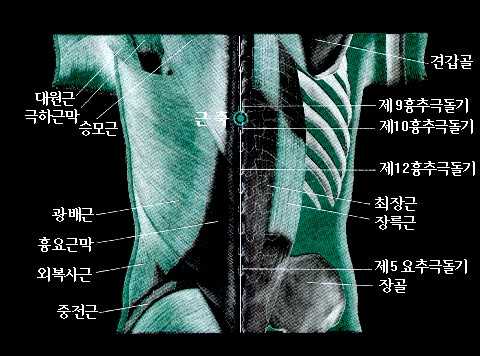 견갑골
대원근
극하근막
승모근
근축
제9흉추극돌기
제10흉추극돌기
제12흉추극돌기
최장근
장륵근
광배근
흉요근막
외복사근
중전근
제5요추극돌기
장골